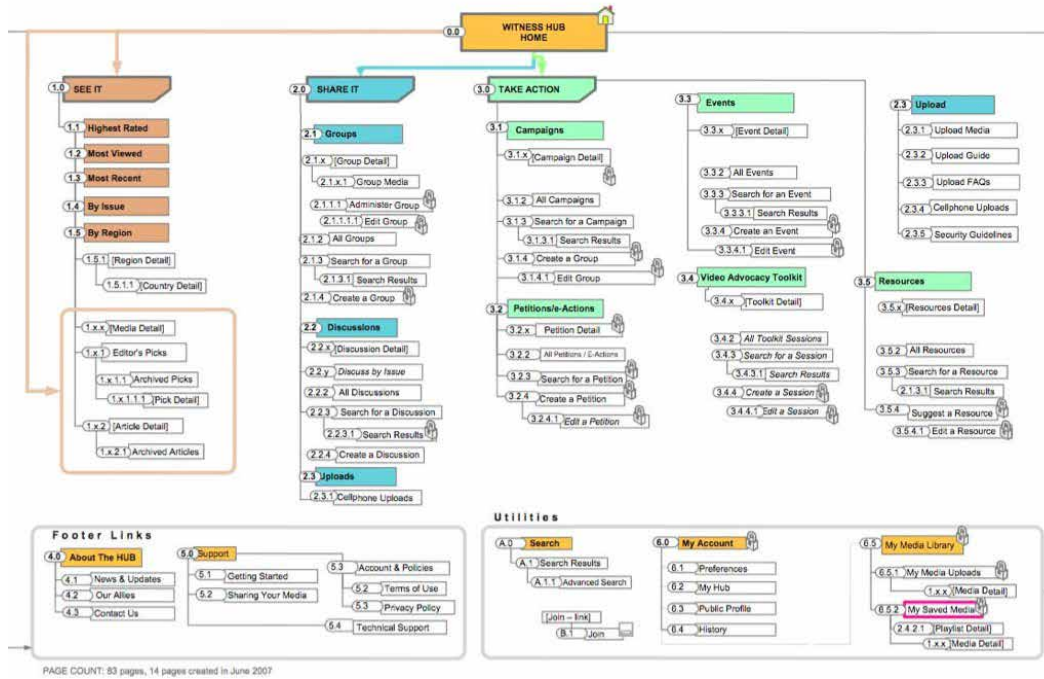 0.0
WITNESS HUB
HOME
1.0 SEE IT
1.1 Highest Rated
1.2 Most Viewed
1.3 Most Recent
1.4 By Issue
1.5 By Region
1.5.1 [Region Detail]
1.5.1.1 [Country Detail]
1.x.x [Media Detail]
1.x.1 Editor's Picks
1.x.1.1 Archived Picks
1.x.1.1.1 [Pick Detail]
1.x.2 [Article Detail]
1.x.2.1 Archived Articles
2.0 SHARE IT
2.1 Groups
2.1.x [Group Detail]
2.1.x.1 Group Media
2.1.1.1 Administer Group
2.1.1.1.1 Edit Group
2.1.2 All Groups
2.1.3 Search for a Group
2.1.3.1 Search Results
2.1.4 Create a Group
2.2 Discussions
2.2.x [Discussion Detail]
2.2.y Discuss by Issue
2.2.2 All Discussions
2.2.3 Search for a Discussion
2.2.3.1 Search Results
2.2.4 Create a Discussion
2.3 Uploads
2.3.1 Cellphone Uploads
3.0 TAKE ACTION
3.1 Campaigns
3.1.x [Campaign Detail]
3.1.2 All Campaigns
3.1.3 Search for a Campaign
3.1.3.1 Search Results
3.1.4 Create a Group
3.1.4.1 Edit Group
3.2 Petitions/e-Actions
3.2.x Petition Detail
3.2.2 All Petitions / E-Actions
3.2.3 Search for a Petition
3.2.4 Create a Petition
3.2.4.1 Edit a Petition
3.3 Events
3.3.x [Event Detail]
3.3.2 All Events
3.3.3 Search for an Event
3.3.3.1 Search Results
3.3.4 Create an Event
3.3.4.1 Edit Event
3.4 Video Advocacy Toolkit
3.4.x [Toolkit Detail]
3.4.2 All Toolkit Sessions
3.4.3 Search for a Session
3.4.3.1 Search Results
3.4.4 Create a Session
3.4.4.1 Edit a Session
2.3 Upload
2.3.1 Upload Media
2.3.2 Upload Guide
2.3.3 Upload FAQs
2.3.4 Cellphone Uploads
2.3.5 Security Guidelines
3.5 Resources
3.5.x [Resources Detail]
3.5.2 All Resources
3.5.3 Search for a Resource
2.1.3.1 Search Results
3.5.4 Suggest a Resource
3.5.4.1 Edit a Resource
Footer Links
4.0 About The HUB
4.1 News & Updates
4.2 Our Allies
4.3 Contact Us
5.0 Support
5.1 Getting Started
5.2 Sharing Your Media
5.3 Account & Policies
5.2 Terms of Use
5.3 Privacy Policy
5.4 Technical Support
Utilities
A.0 Search
A.1 Search Results
A.1.1 Advanced Search
[Join – link]
B.1 Join
6.0 My Account
6.1 Preferences
6.2 My Hub
6.3 Public Profile
6.4 History
6.5 My Media Library
6.5.1 My Media Uploads
1.x.x [Media Detail]
6.5.2 My Saved Media
2.4.2.1 [Playlist Detail]
1.x.x [Media Detail]
PAGE COUNT: 83 pages, 14 pages created in June 2007